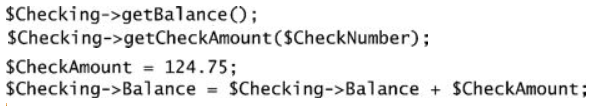 $Checking->getBalance();
$Checking->getCheckAmount($CheckNumber);
$CheckAmount = 124.75;
$Checking->Balance = $Checking->Balance + $CheckAmount;